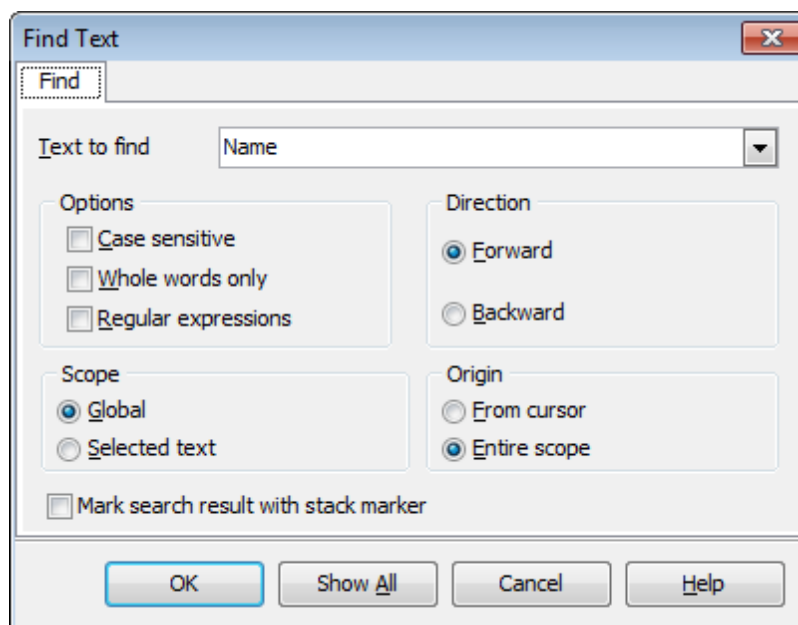 Find Text
Find
Text to find Name
Options
Case sensitive
Whole words only
Regular expressions
Direction
Forward
Backward
Scope
Global
Selected text
Origin
From cursor
Entire scope
Mark search result with stack marker
OK Show All Cancel Help